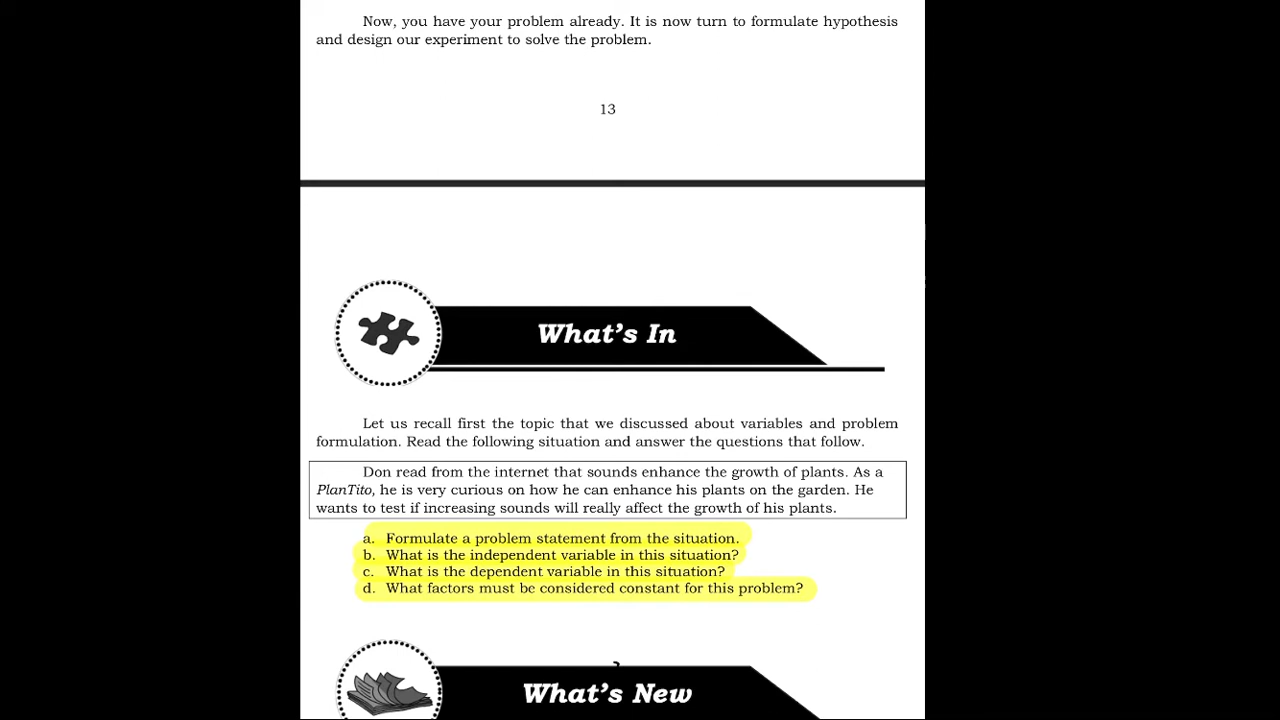 Now, you have your problem already. It is now turn to formulate hypothesis
and design our experiment to solve the problem.
13
What's In
Let us recall first the topic that we discussed about variables and problem
formulation. Read the following situation and answer the questions that follow.
Don read from the internet that sounds enhance the growth of plants. As a
PlanTito, he is very curious on how he can enhance his plants on the garden. He
wants to test if increasing sounds will really affect the growth of his plants.
a. Formulate a problem statement from the situation.
b. What is the independent variable in this situation?
c. What is the dependent variable in this situation?
d. What factors must be considered constant for this problem?
What's New